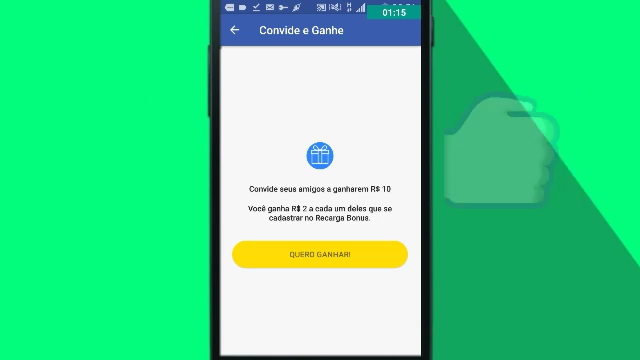 01:15
Convide e Ganhe
Convide seus amigos a ganharem R$ 10
Você ganha R$ 2 a cada um deles que se
cadastrar no Recarga Bonus.
QUERO GANHAR!